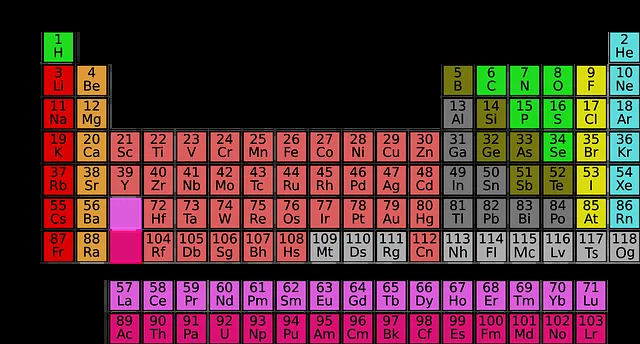 1 2
H He
3 4 5 6 7 8 9 10
Li Be B C N O F Ne
11 12 13 14 15 16 17 18
Na Mg Al Si P S Cl Ar
19 20 21 22 23 24 25 26 27 28 29 30 31 32 33 34 35 36
K Ca Sc Ti V Cr Mn Fe Co Ni Cu Zn Ga Ge As Se Br Kr
37 38 39 40 41 42 43 44 45 46 47 48 49 50 51 52 53 54
Rb Sr Y Zr Nb Mo Tc Ru Rh Pd Ag Cd In Sn Sb Te I Xe
55 56 72 73 74 75 76 77 78 79 80 81 82 83 84 85 86
Cs Ba Hf Ta W Re Os Ir Pt Au Hg Tl Pb Bi Po At Rn
87 88 104 105 106 107 108 109 110 111 112 113 114 115 116 117 118
Fr Ra Rf Db Sg Bh Hs Mt Ds Rg Cn Nh Fl Mc Lv Ts Og
57 58 59 60 61 62 63 64 65 66 67 68 69 70 71
La Ce Pr Nd Pm Sm Eu Gd Tb Dy Ho Er Tm Yb Lu
89 90 91 92 93 94 95 96 97 98 99 100 101 102 103
Ac Th Pa U Np Pu Am Cm Bk Cf Es Fm Md No Lr